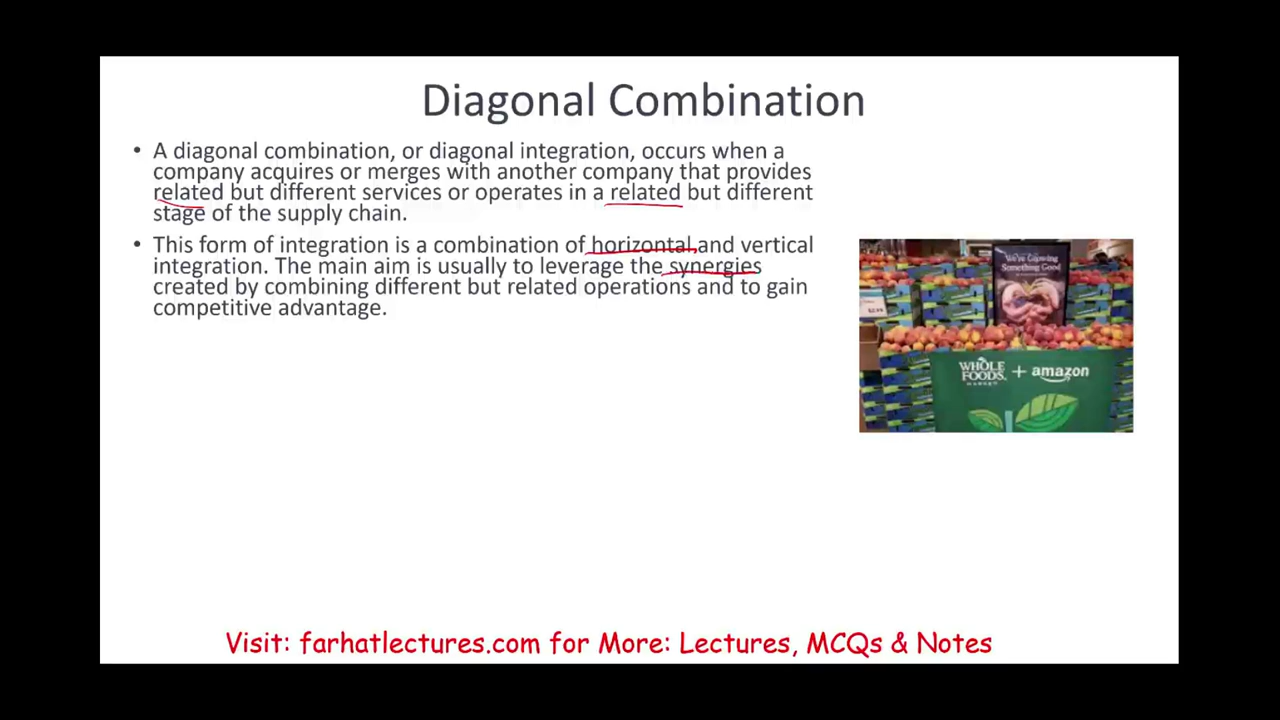 Diagonal Combination
• A diagonal combination, or diagonal integration, occurs when a
company acquires or merges with another company that provides
related but different services or operates in a related but different
stage of the supply chain.
• This form of integration is a combination of horizontal and vertical
integration. The main aim is usually to leverage the synergies
created by combining different but related operations and to gain
competitive advantage.
We're Growing
Something Good
WHOLE
FOODS + amazon
MARKET
Visit: farhatlectures.com for More: Lectures, MCQs & Notes